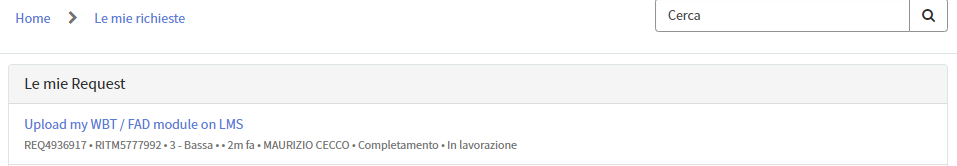 Home > Le mie richieste
Cerca
Le mie Request
Upload my WBT / FAD module on LMS
REQ4936917 • RITM5777992 • 3 - Bassa • • 2m fa • MAURIZIO CECCO • Completamento • In lavorazione